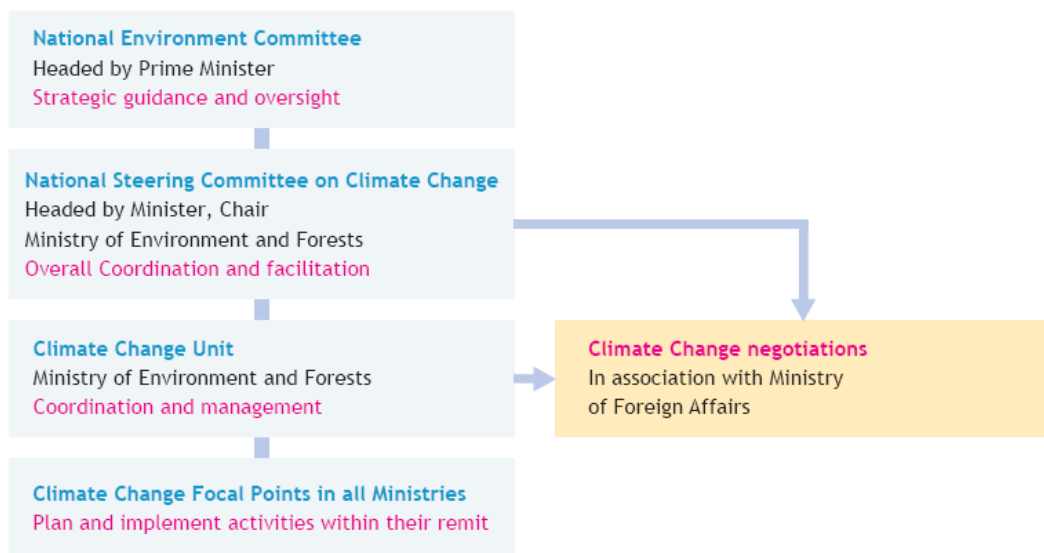 National Environment Committee
Headed by Prime Minister
Strategic guidance and oversight
National Steering Committee on Climate Change
Headed by Minister, Chair
Ministry of Environment and Forests
Overall Coordination and facilitation
Climate Change Unit
Ministry of Environment and Forests
Coordination and management
Climate Change negotiations
In association with Ministry
of Foreign Affairs
Climate Change Focal Points in all Ministries
Plan and implement activities within their remit